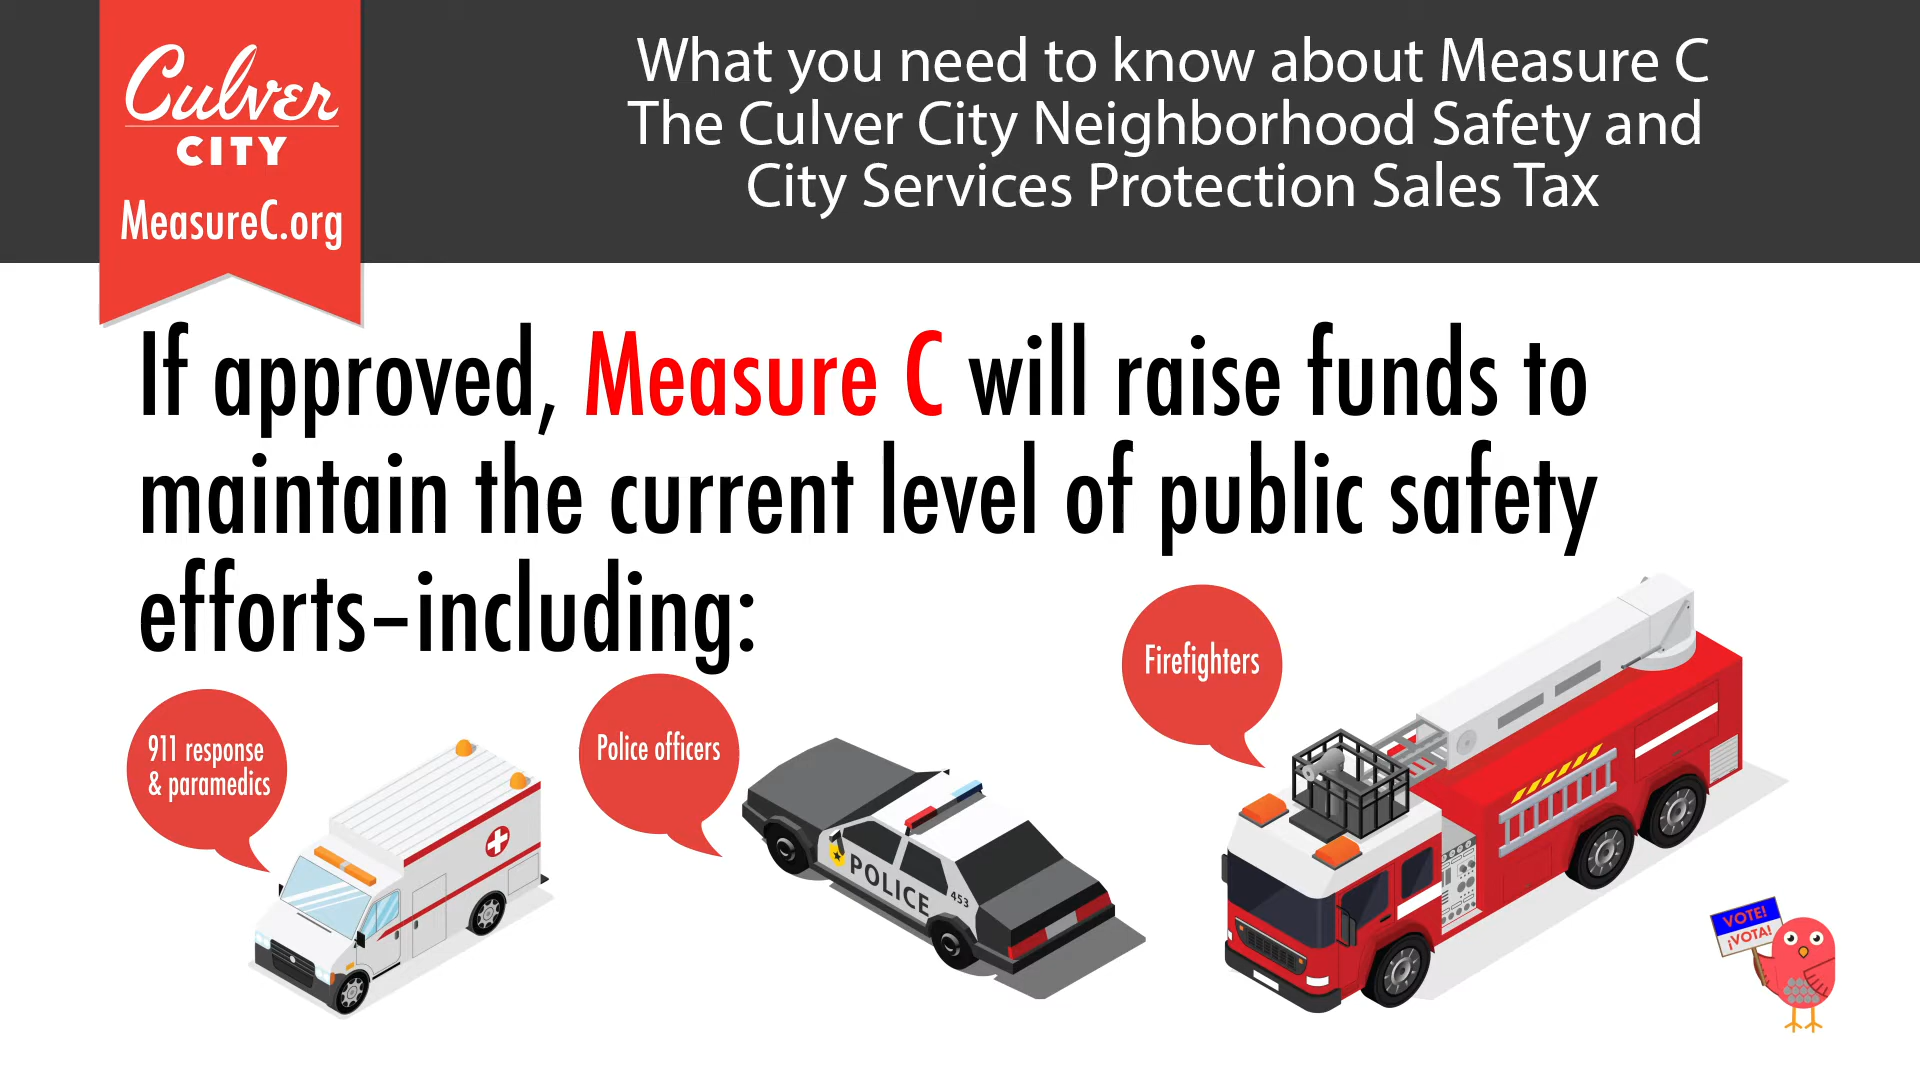 Culver
CITY
MeasureC.org
What you need to know about Measure C
The Culver City Neighborhood Safety and
City Services Protection Sales Tax
If approved, Measure C will raise funds to
maintain the current level of public safety
efforts–including:
911 response
& paramedics
Police officers
Firefighters
POLICE
453
VOTE!
¡VOTA!